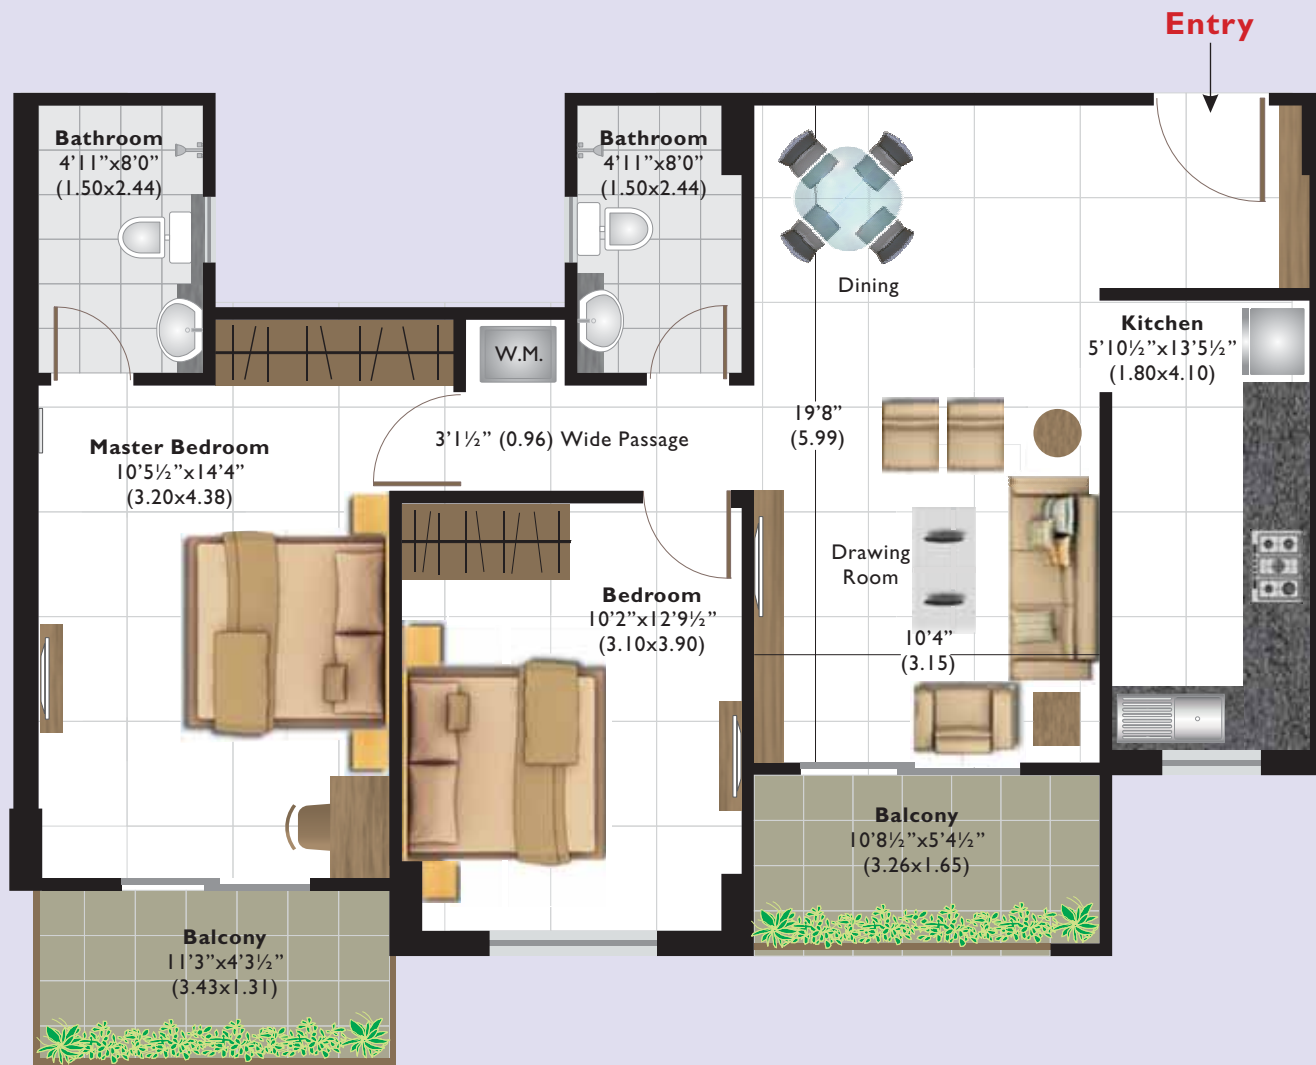 Entry
Bathroom
4’11”x8’0”
(1.50x2.44)
Bathroom
4’11”x8’0”
(1.50x2.44)
Dining
Kitchen
5’10½”x13’5½”
(1.80x4.10)
W.M.
19’8”
(5.99)
3’1½” (0.96) Wide Passage
Master Bedroom
10’5½”x14’4”
(3.20x4.38)
Drawing
Room
Bedroom
10’2”x12’9½”
(3.10x3.90)
10’4”
(3.15)
Balcony
10’8½”x5’4½”
(3.26x1.65)
Balcony
11’3”x4’3½”
(3.43x1.31)